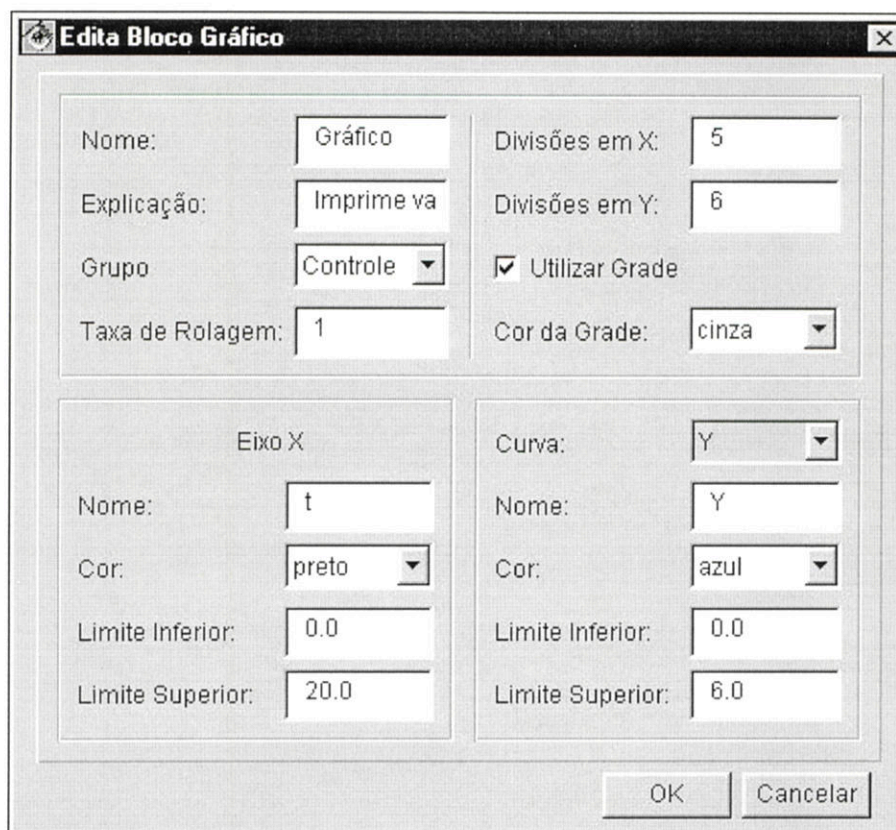 Edita Bloco Gráfico
Nome: Gráfico
Explicação: Imprime va
Grupo Controle
Taxa de Rolagem: 1
Divisões em X: 5
Divisões em Y: 6
Utilizar Grade
Cor da Grade: cinza
Eixo X
Nome: t
Cor: preto
Limite Inferior: 0.0
Limite Superior: 20.0
Curva: Y
Nome: Y
Cor: azul
Limite Inferior: 0.0
Limite Superior: 6.0
OK Cancelar